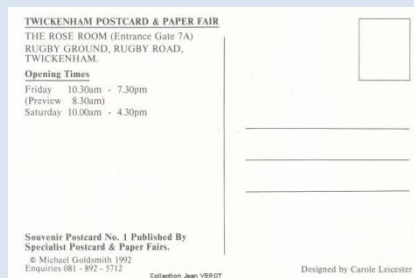 TWICKENHAM POSTCARD & PAPER FAIR
THE ROSE ROOM (Entrance Gate 7A)
RUGBY GROUND, RUGBY ROAD,
TWICKENHAM.
Opening Times
Friday 10.30am - 7.30pm
(Preview 8.30am)
Saturday 10.00am - 4.30pm
Souvenir Postcard No. 1 Published By
Specialist Postcard & Paper Fairs.
© Michael Goldsmith 1992
Enquiries 081 - 892 - 5712
Collection Jean VEROT
Designed by Carole Leicester